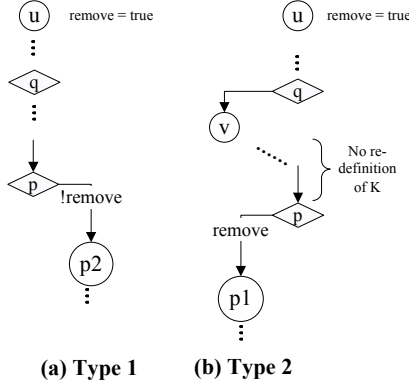 u remove = true
q
p
!remove
p2
(a) Type 1
u remove = true
q
v
No re-
definition
of K
p
remove
p1
(b) Type 2